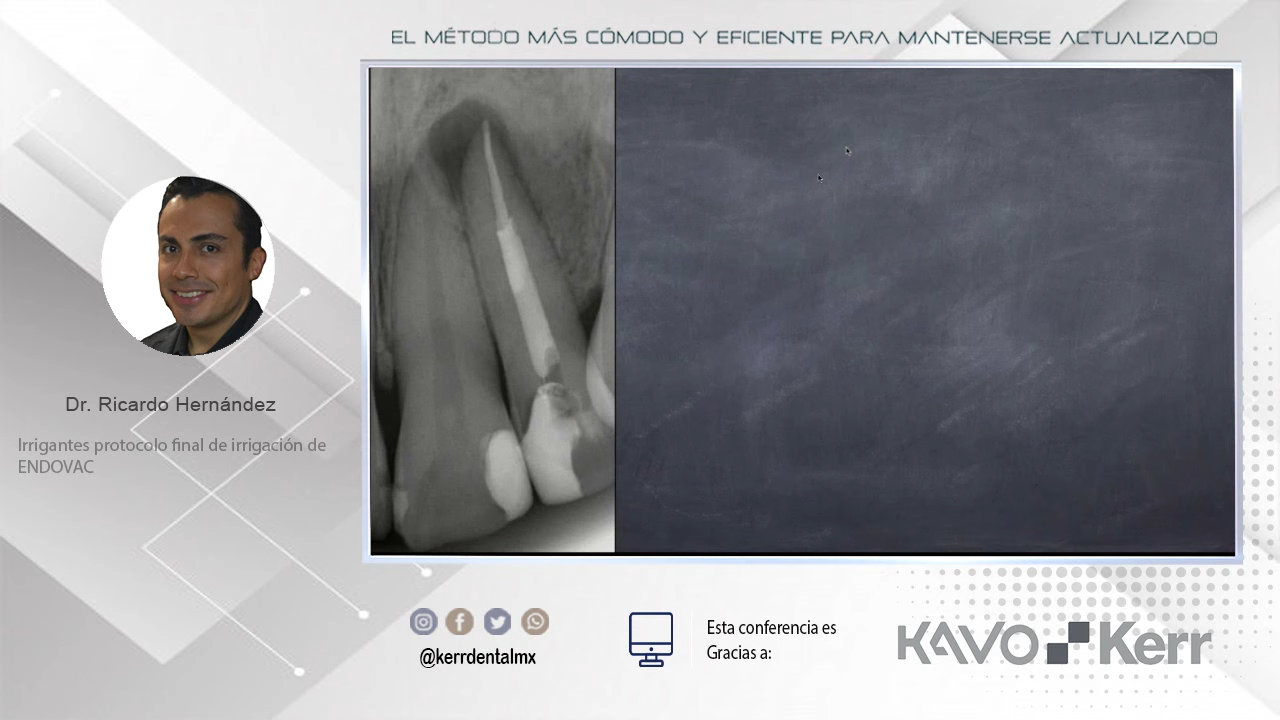 EL MÉTODO MÁS CÓMODO Y EFICIENTE PARA MANTENERSE ACTUALIZADO
Dr. Ricardo Hernández
Irrigantes protocolo final de irrigación de
ENDOVAC
@kerrdentalmx
Esta conferencia es
Gracias a:
KAVO Kerr